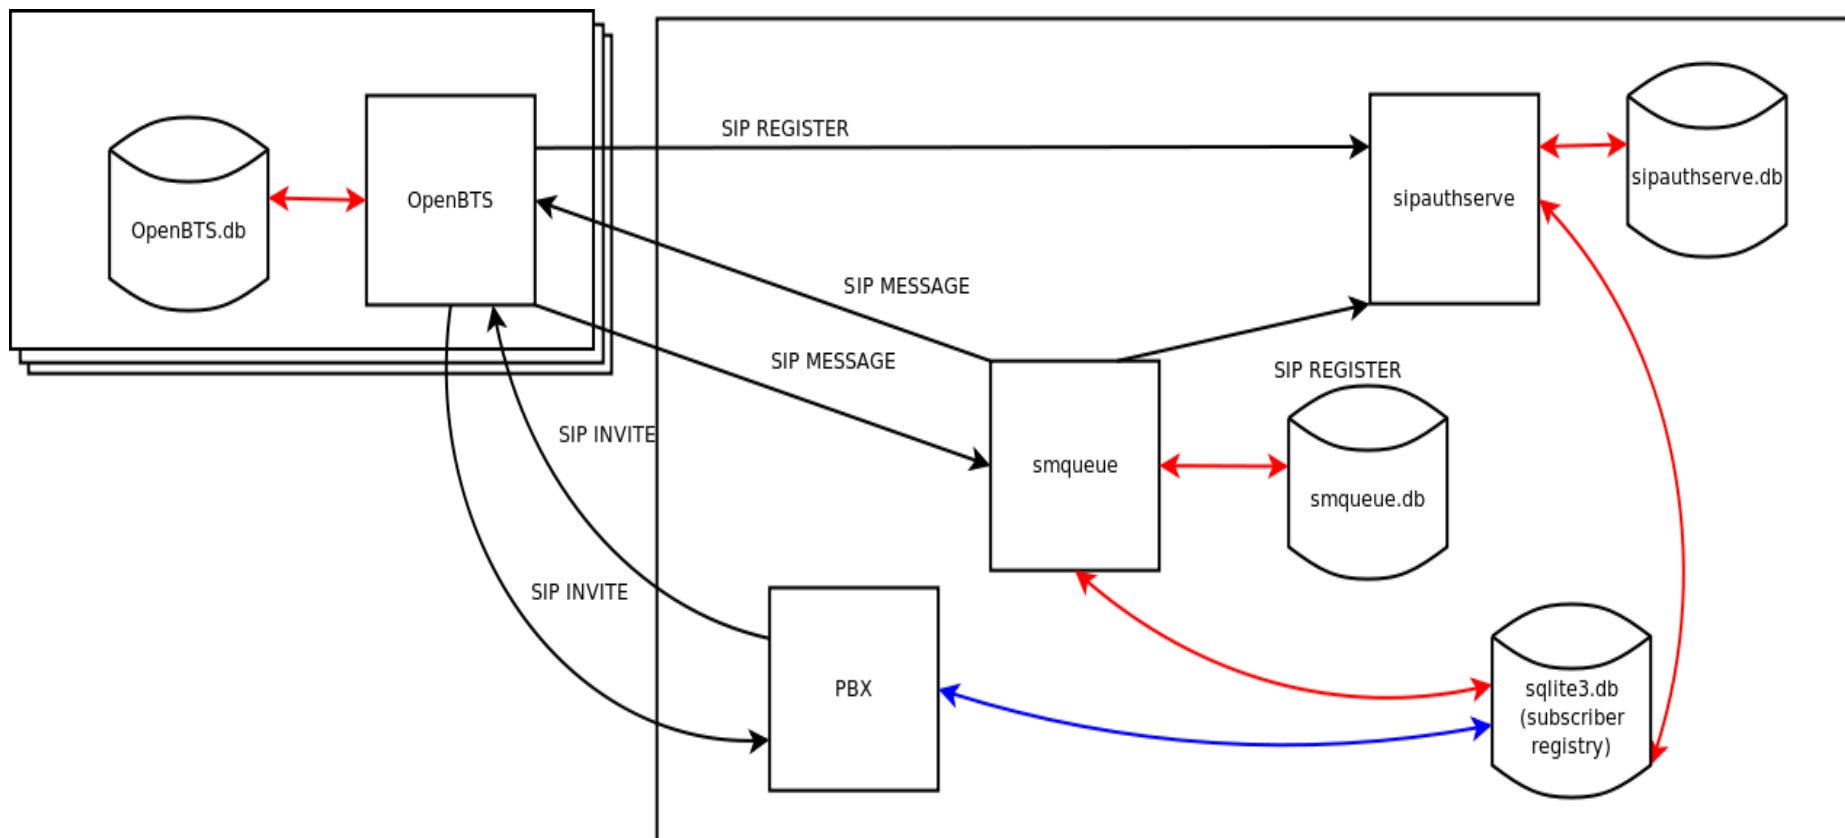 SIP REGISTER
sipauthserve.db
OpenBTS
sipauthserve
OpenBTS.db
SIP MESSAGE
SIP MESSAGE
SIP REGISTER
SIP INVITE
smqueue
smqueue.db
SIP INVITE
PBX
sqlite3.db
(subscriber
registry)